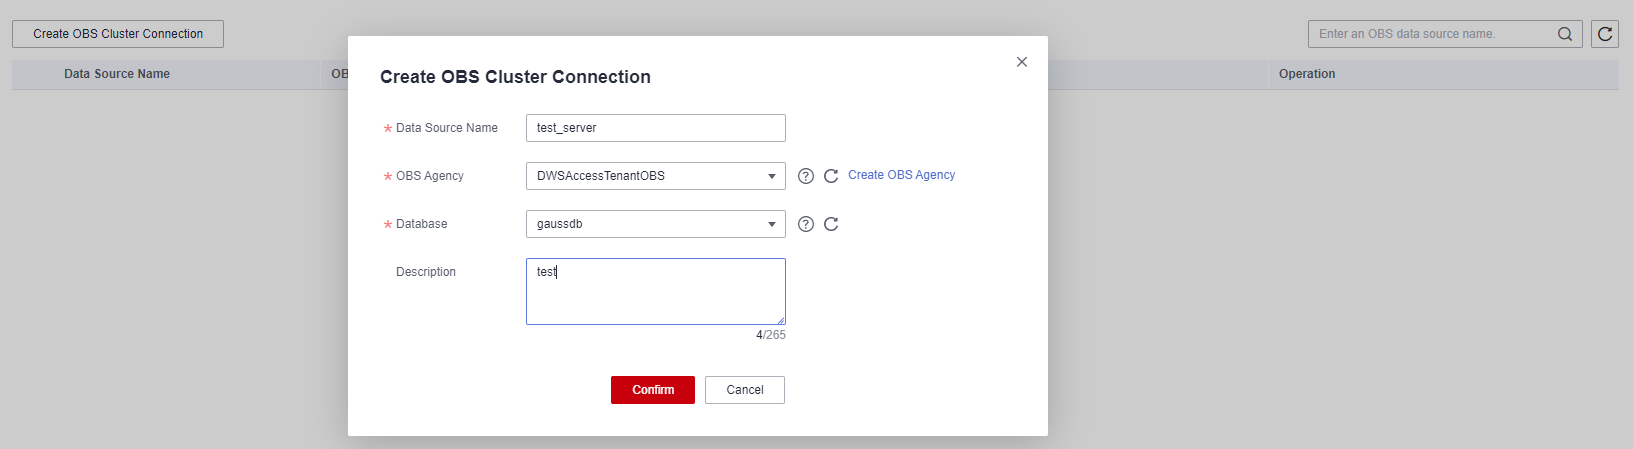 Create OBS Cluster Connection
Enter an OBS data source name.
Data Source Name
OB
Operation
Create OBS Cluster Connection
* Data Source Name
test_server
* OBS Agency
DWSAccessTenantOBS
Create OBS Agency
* Database
gaussdb
Description
test
4/265
Confirm
Cancel